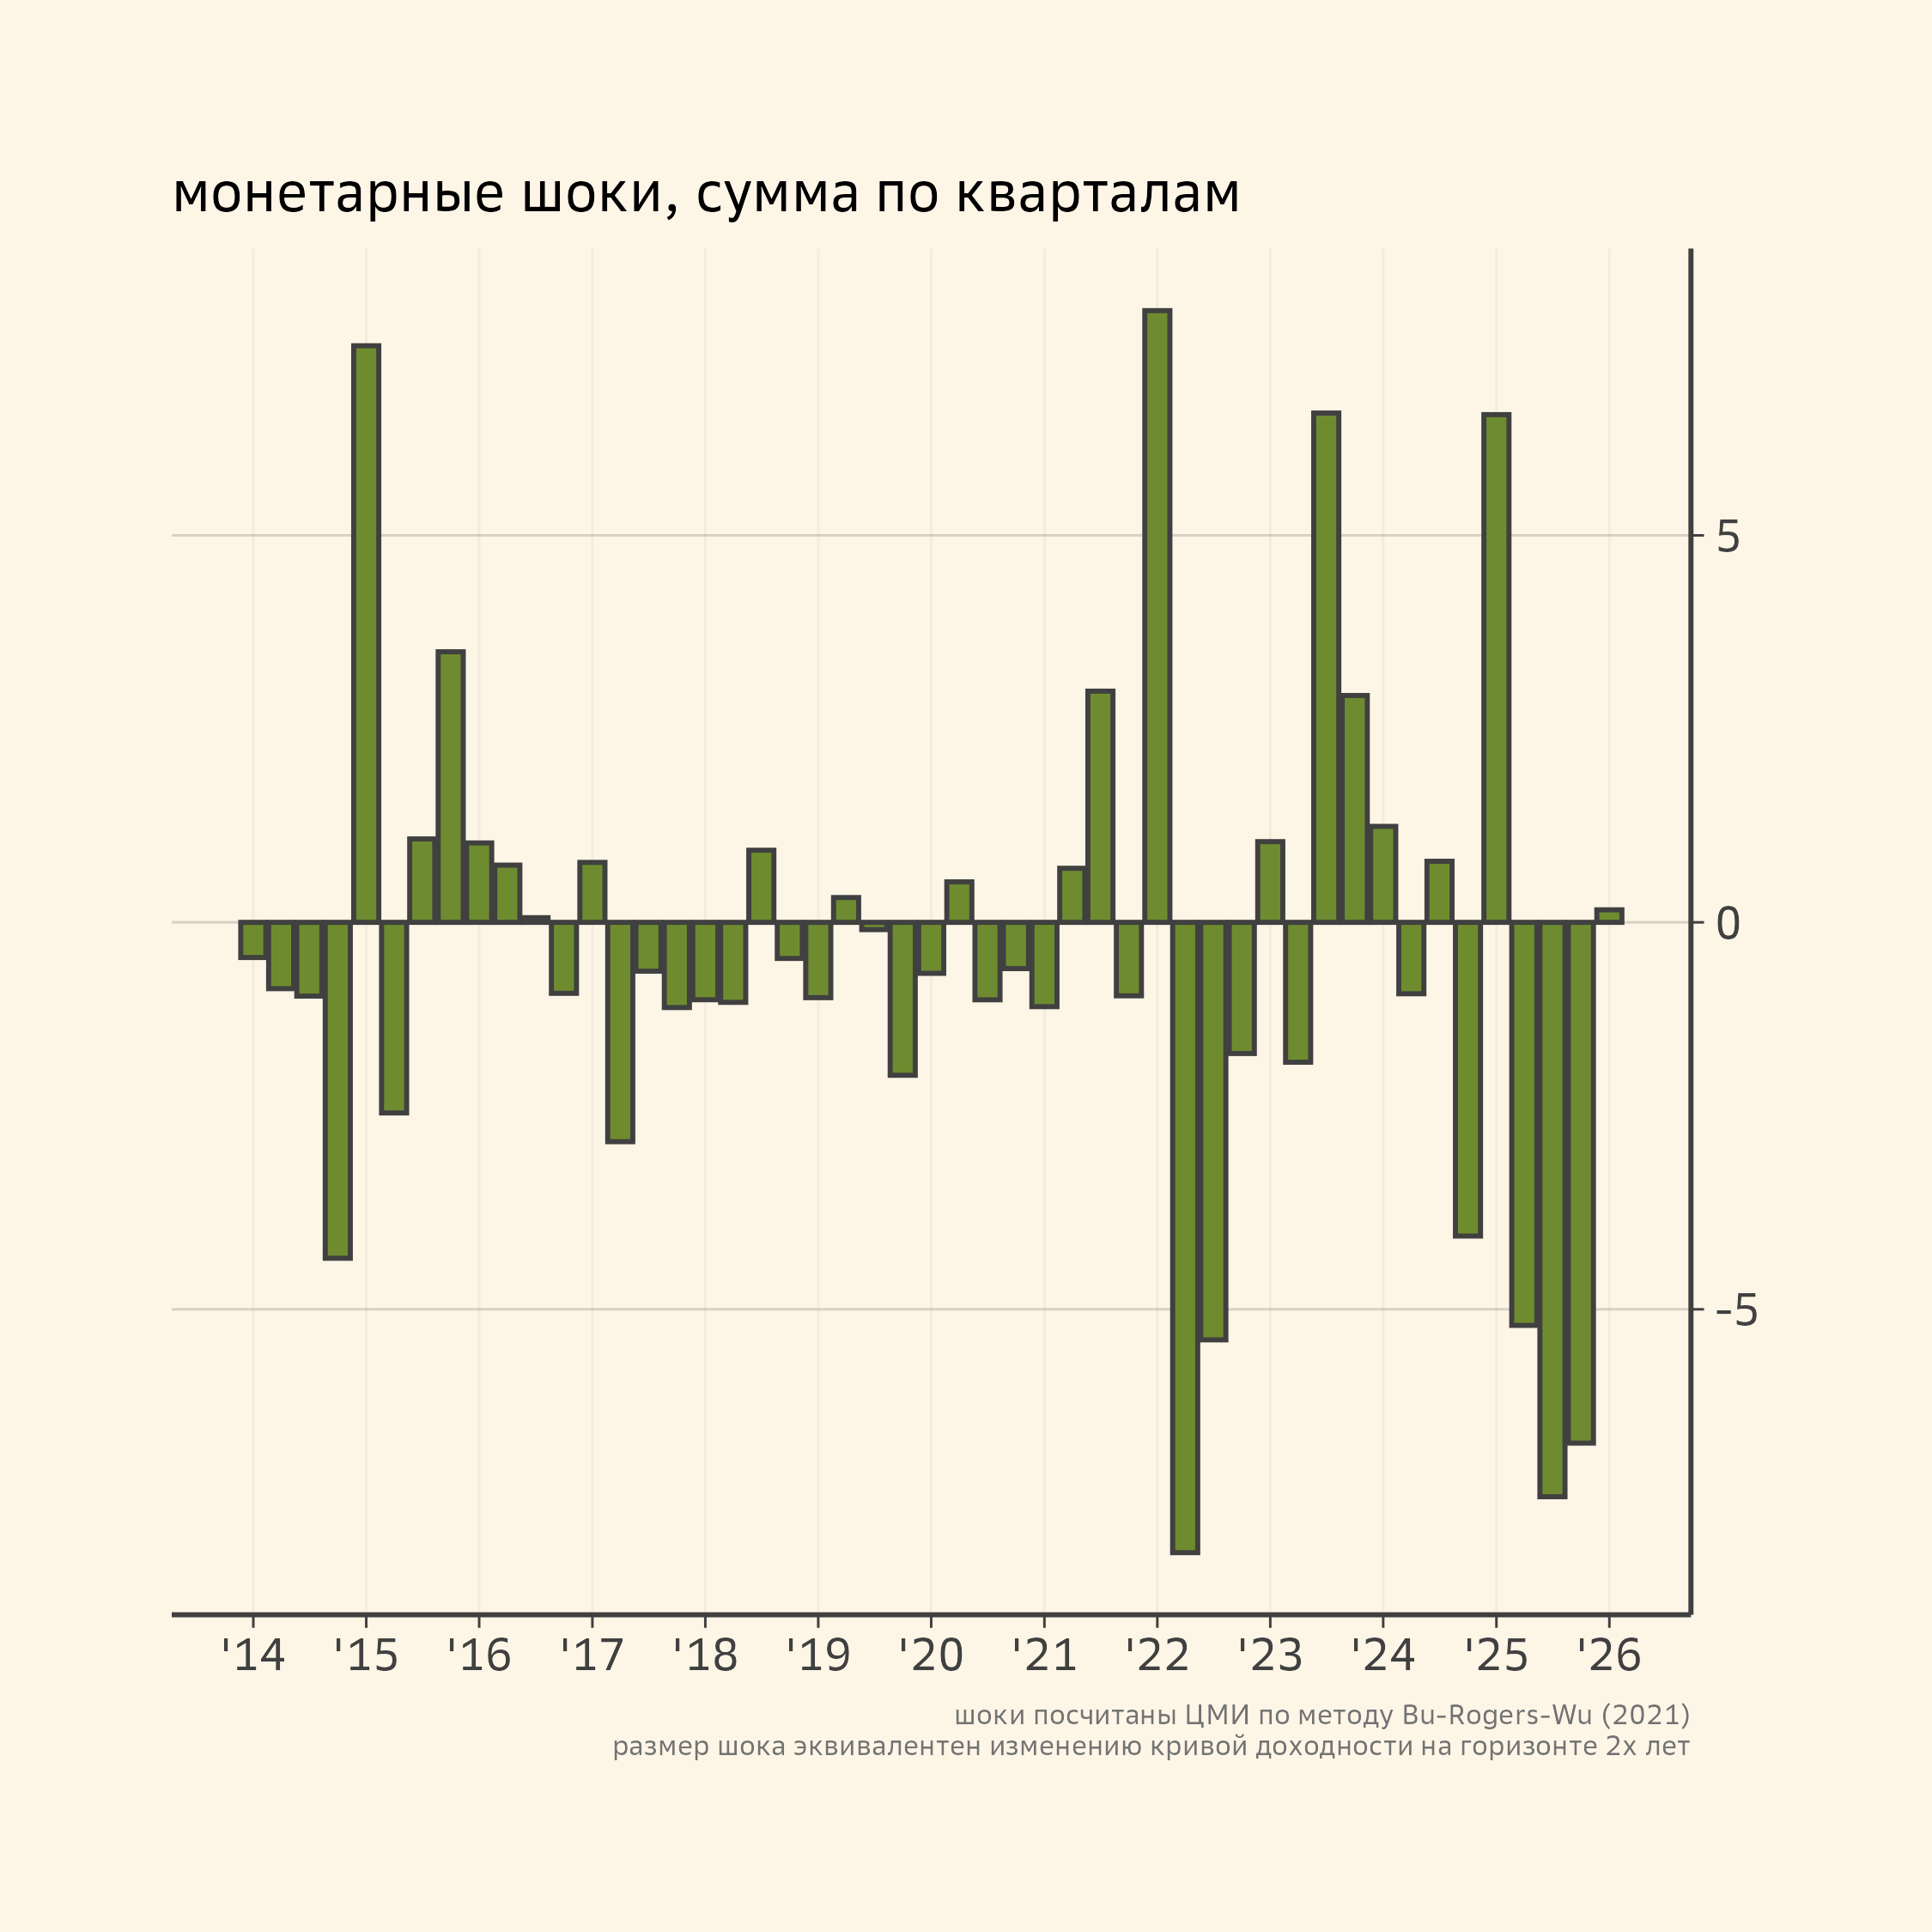 монетарные шоки, сумма по кварталам
5
0
-5
'14 '15 '16 '17 '18 '19 '20 '21 '22 '23 '24 '25 '26
шоки посчитаны ЦМИ по методу Bu-Rogers-Wu (2021)
размер шока эквивалентен изменению кривой доходности на горизонте 2х лет